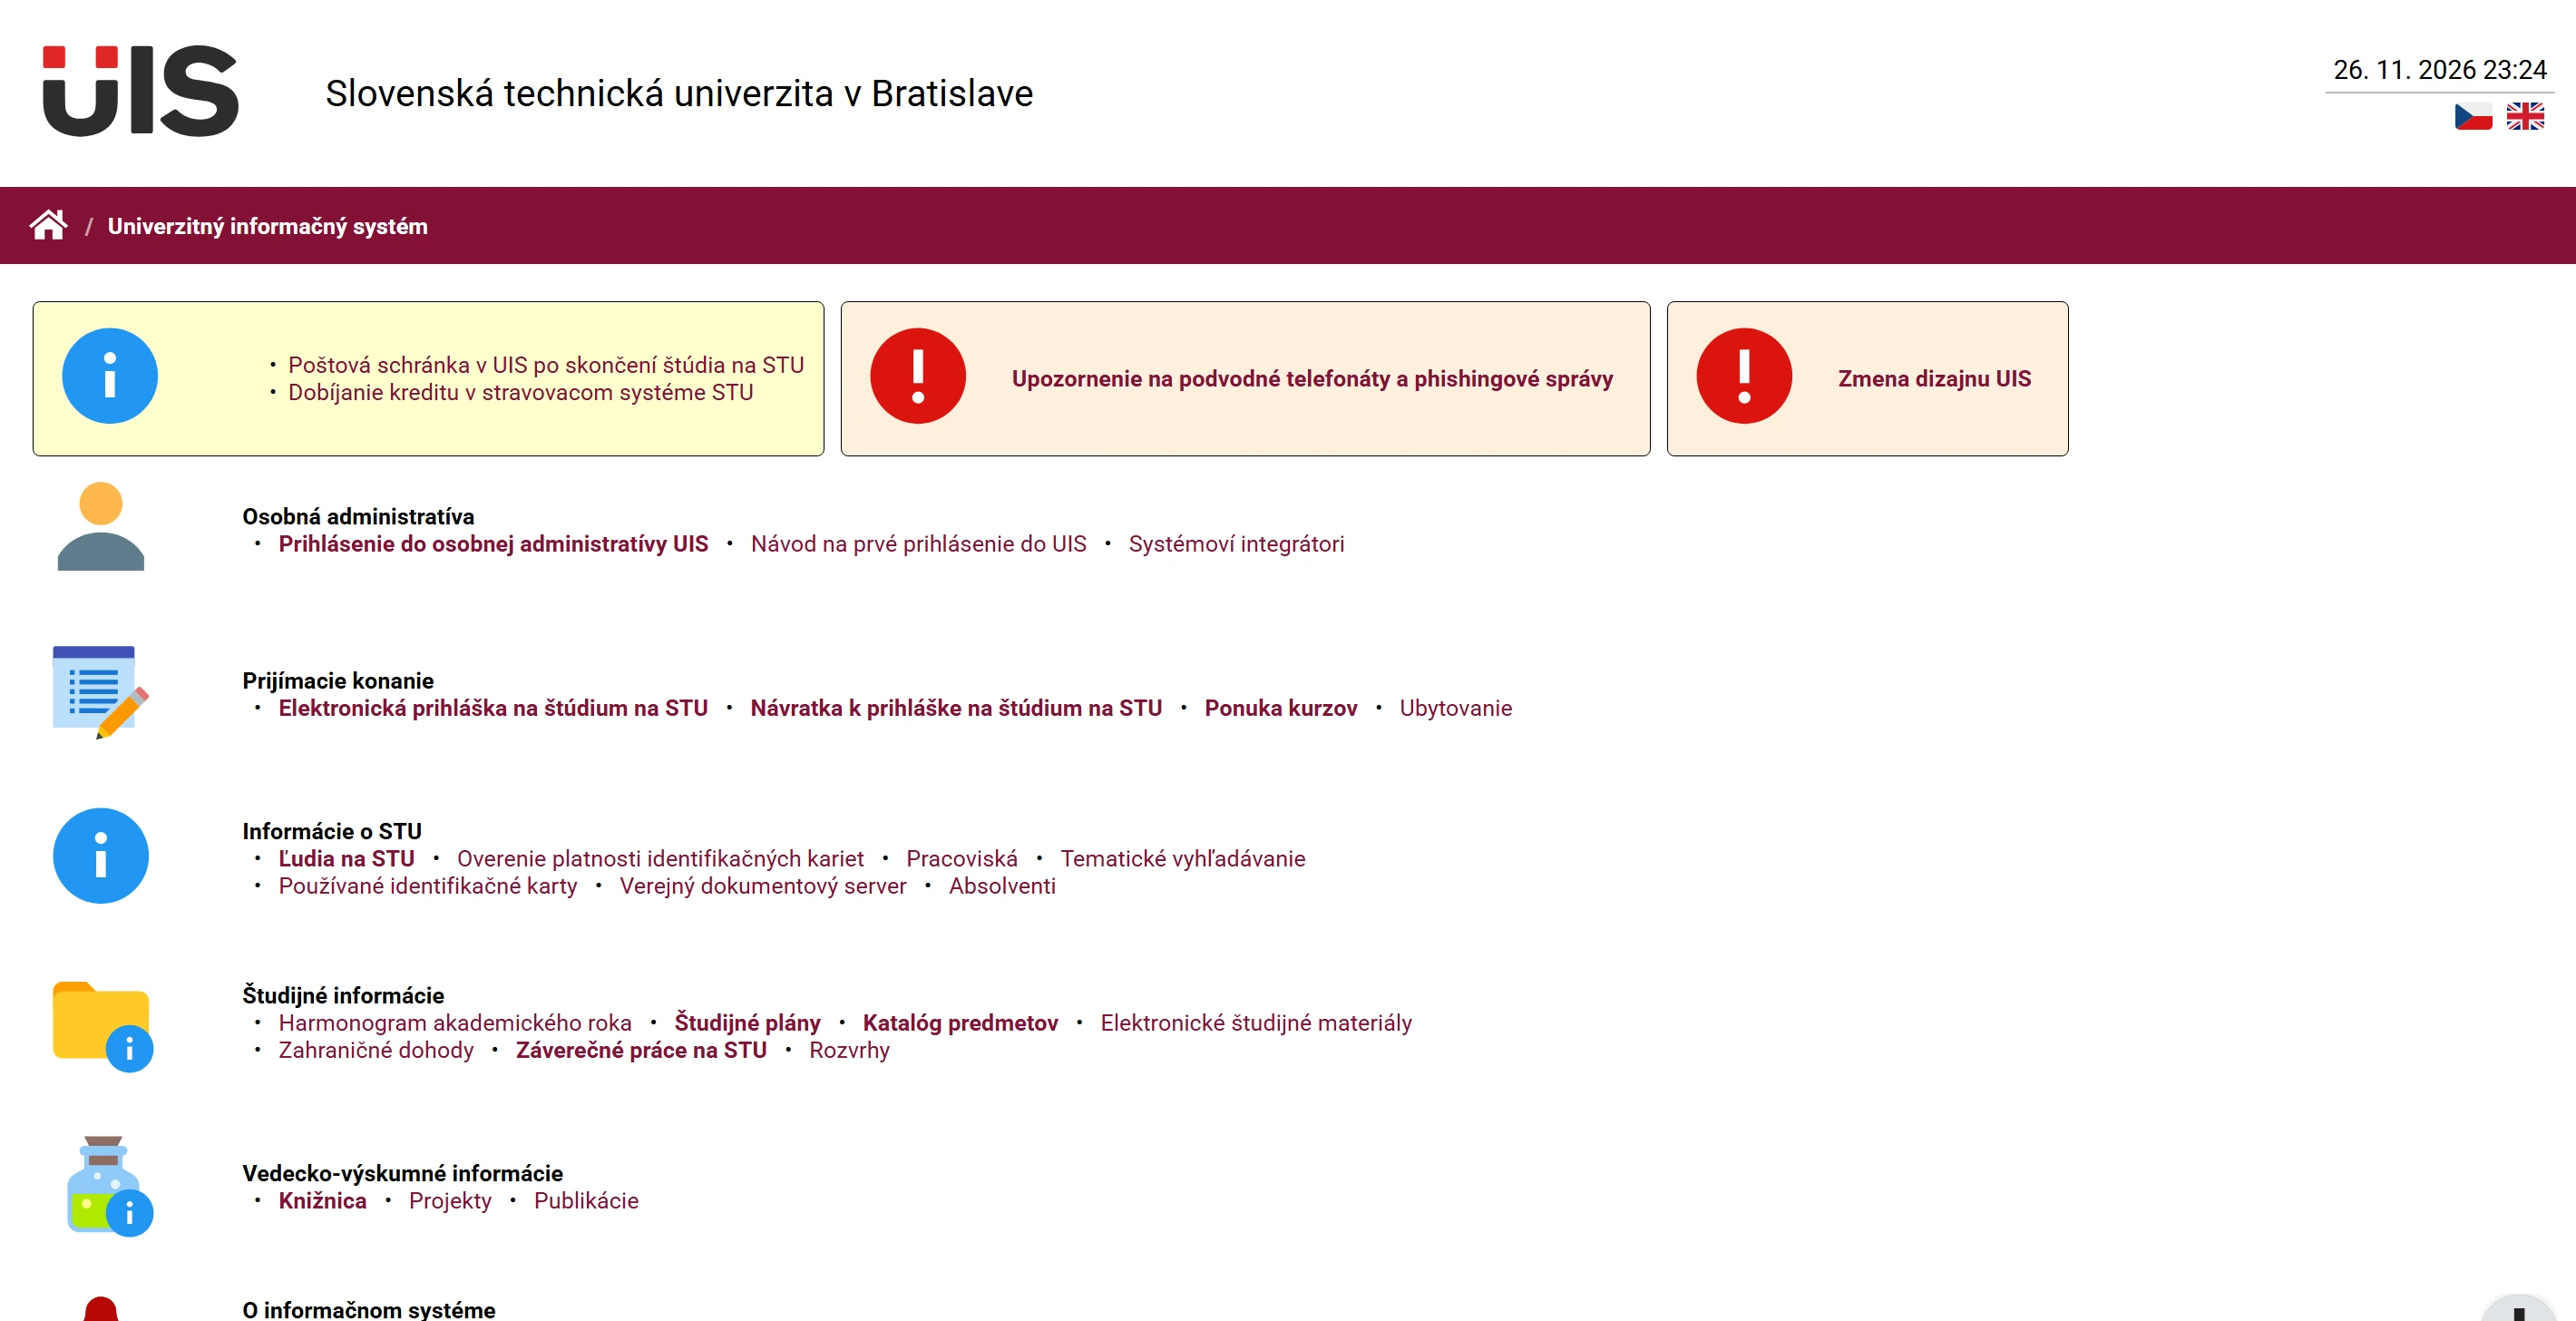 UIS
Slovenská technická univerzita v Bratislave
26. 11. 2026 23:24
/ Univerzitný informačný systém
• Poštová schránka v UIS po skončení štúdia na STU
• Dobíjanie kreditu v stravovacom systéme STU
Upozornenie na podvodné telefonáty a phishingové správy
Zmena dizajnu UIS
Osobná administratíva
• Prihlásenie do osobnej administratívy UIS • Návod na prvé prihlásenie do UIS • Systémoví integrátori
Prijímacie konanie
• Elektronická prihláška na štúdium na STU • Návratka k prihláške na štúdium na STU • Ponuka kurzov • Ubytovanie
Informácie o STU
• Ľudia na STU • Overenie platnosti identifikačných kariet • Pracoviská • Tematické vyhľadávanie
• Používané identifikačné karty • Verejný dokumentový server • Absolventi
Študijné informácie
• Harmonogram akademického roka • Študijné plány • Katalóg predmetov • Elektronické študijné materiály
• Zahraničné dohody • Záverečné práce na STU • Rozvrhy
Vedecko-výskumné informácie
• Knižnica • Projekty • Publikácie
O informačnom systéme